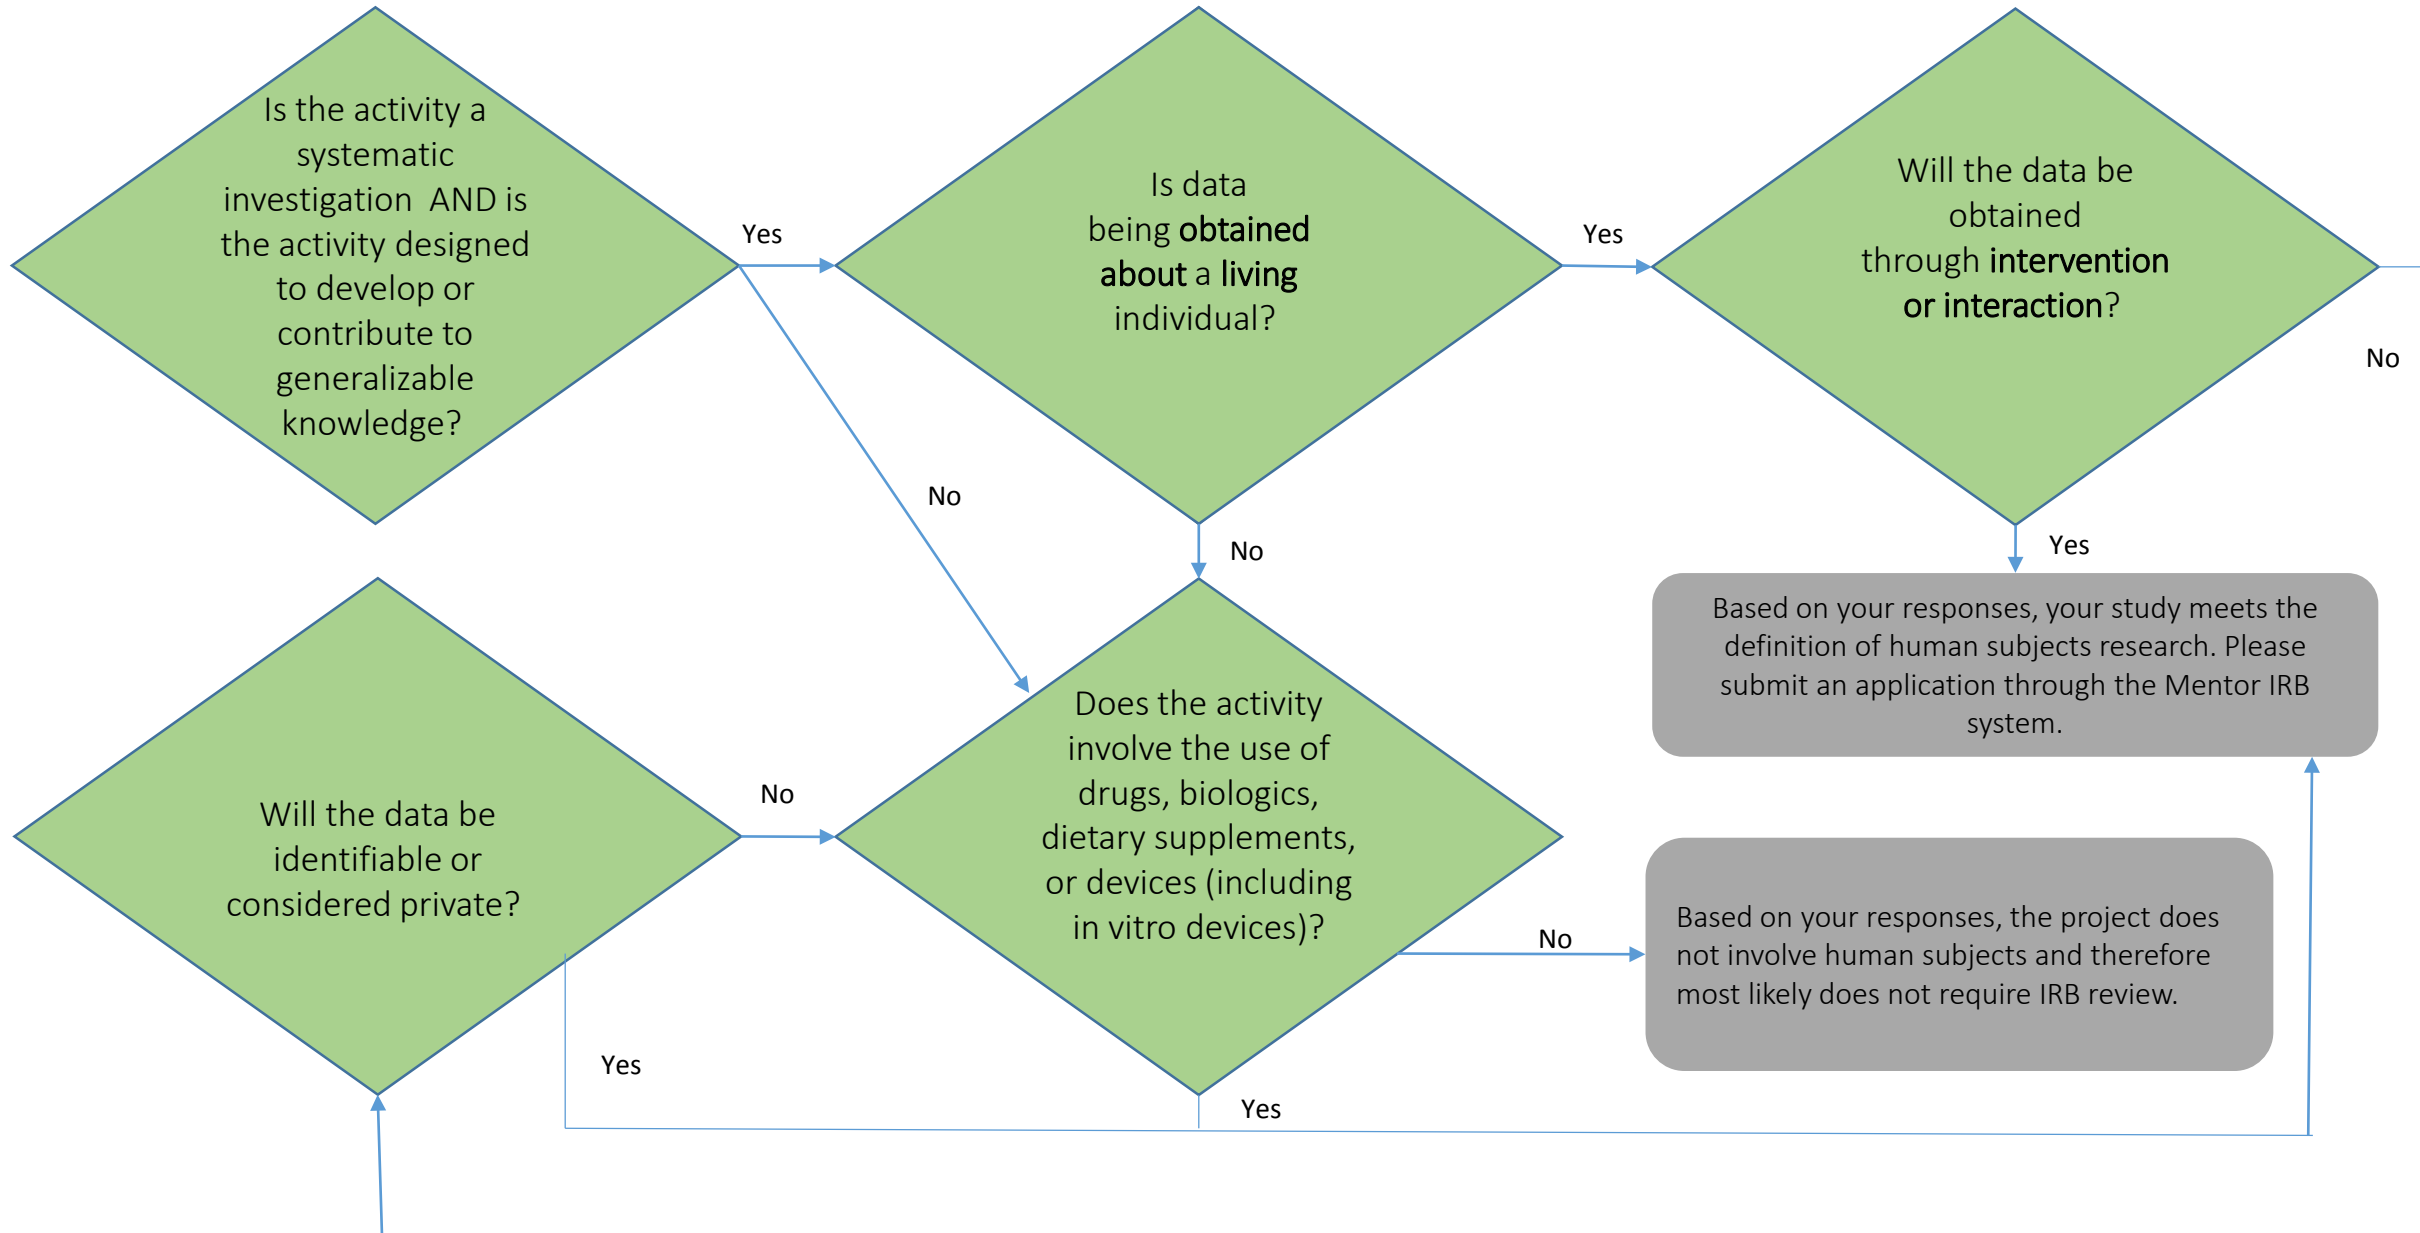 Is the activity a
systematic
investigation  AND is
the activity designed
to develop or
contribute to
generalizable
knowledge?
Yes
No
Is data
being obtained
about a living
individual?
Yes
No
Will the data be
obtained
through intervention
or interaction?
No
Yes
Based on your responses, your study meets the
definition of human subjects research. Please
submit an application through the Mentor IRB
system.
Will the data be
identifiable or
considered private?
No
Yes
Does the activity
involve the use of
drugs, biologics,
dietary supplements,
or devices (including
in vitro devices)?
No
Yes
Based on your responses, the project does
not involve human subjects and therefore
most likely does not require IRB review.